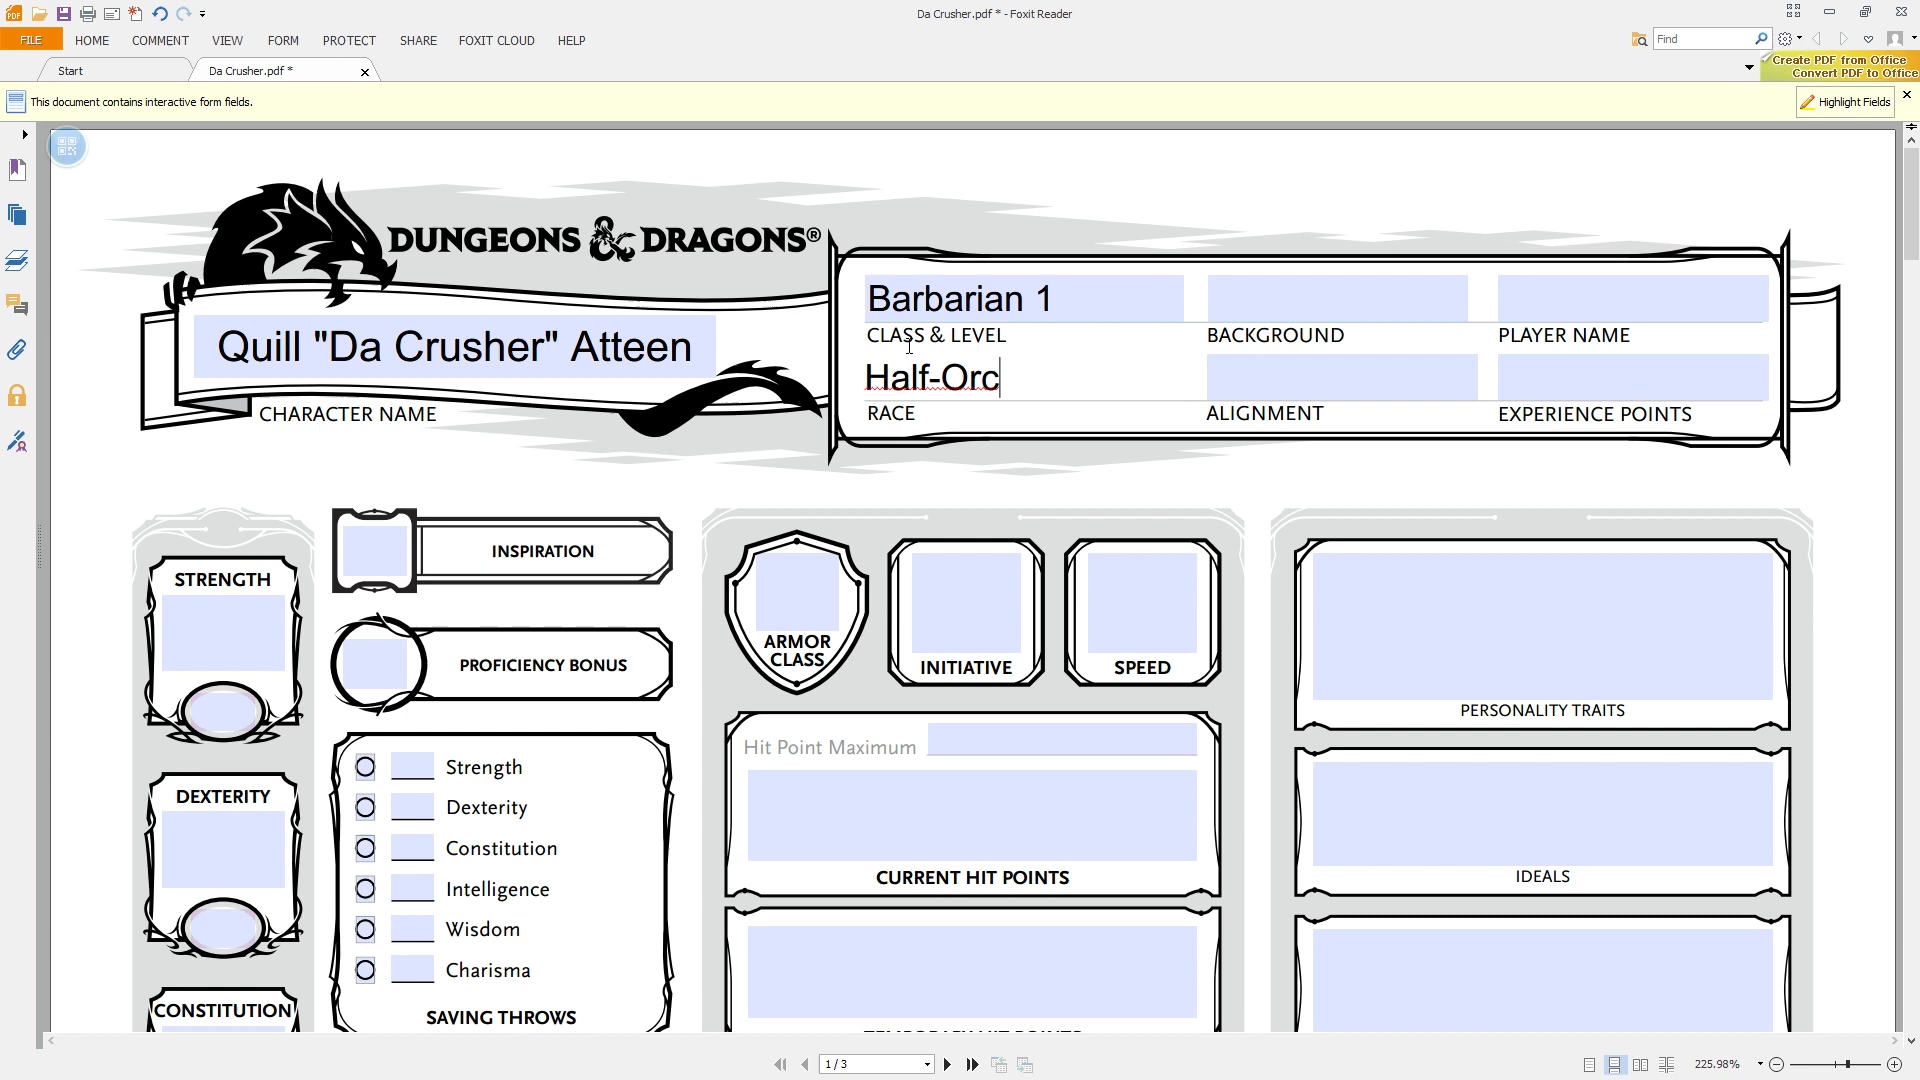 Da Crusher.pdf * - Foxit Reader
FILE HOME COMMENT VIEW FORM PROTECT SHARE FOXIT CLOUD HELP
Find
Start Da Crusher.pdf *
Create PDF from Office
Convert PDF to Office
This document contains interactive form fields.
Highlight Fields
DUNGEONS & DRAGONS®
Quill "Da Crusher" Atteen
CHARACTER NAME
Barbarian 1
CLASS & LEVEL BACKGROUND PLAYER NAME
Half-Orc
RACE ALIGNMENT EXPERIENCE POINTS
STRENGTH
DEXTERITY
CONSTITUTION
INSPIRATION
PROFICIENCY BONUS
Strength
Dexterity
Constitution
Intelligence
Wisdom
Charisma
SAVING THROWS
ARMOR
CLASS
INITIATIVE
SPEED
Hit Point Maximum
CURRENT HIT POINTS
TEMPORARY HIT POINTS
PERSONALITY TRAITS
IDEALS
1 / 3
225.98%